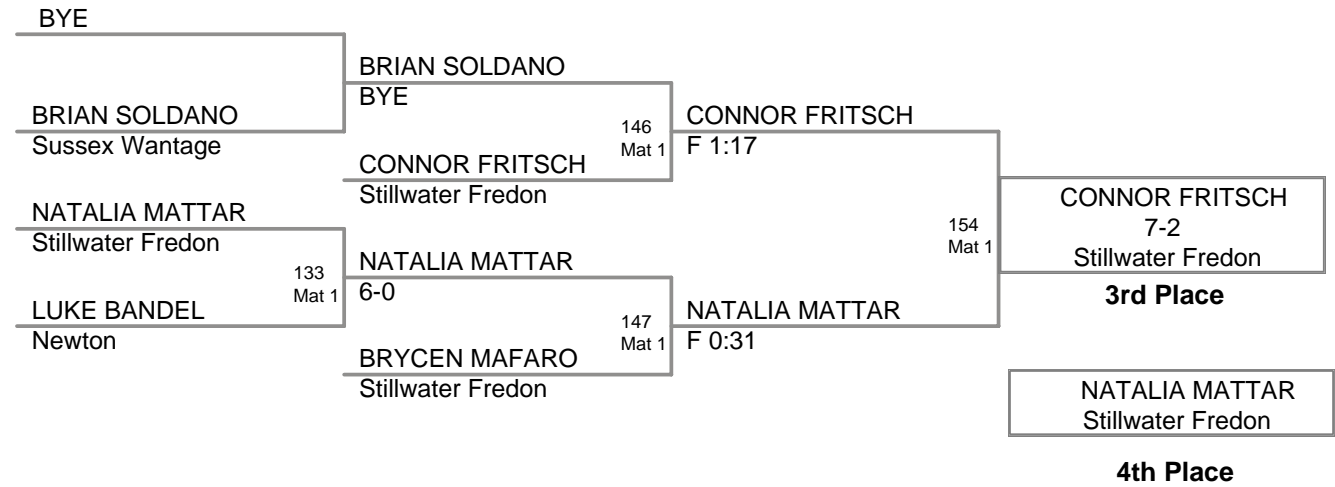 BYE
BRIAN SOLDANO
BYE
BRIAN SOLDANO
Sussex Wantage
146
Mat 1
CONNOR FRITSCH
F 1:17
CONNOR FRITSCH
Stillwater Fredon
NATALIA MATTAR
Stillwater Fredon
154
Mat 1
CONNOR FRITSCH
7-2
Stillwater Fredon
3rd Place
133
Mat 1
NATALIA MATTAR
6-0
LUKE BANDEL
Newton
147
Mat 1
NATALIA MATTAR
F 0:31
BRYCEN MAFARO
Stillwater Fredon
NATALIA MATTAR
Stillwater Fredon
4th Place